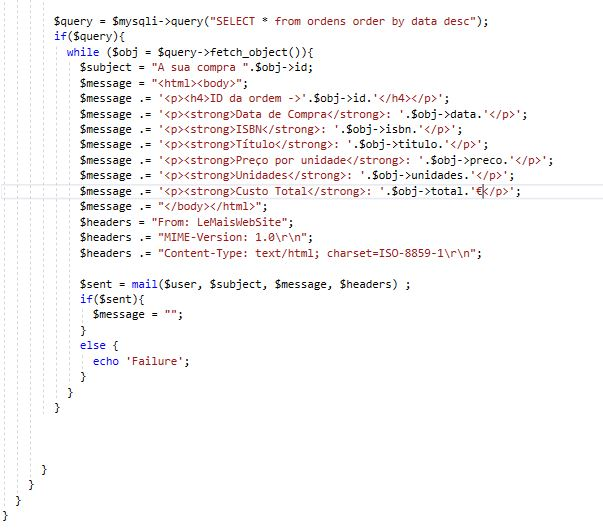 $query = $mysqli->query("SELECT * from ordens order by data desc");
if($query){
while ($obj = $query->fetch_object()){
$subject = "A sua compra ".$obj->id;
$message = "<html><body>";
$message .= '<p><h4>ID da ordem ->'.$obj->id.'</h4></p>';
$message .= '<p><strong>Data de Compra</strong>: '.$obj->data.'</p>';
$message .= '<p><strong>ISBN</strong>: '.$obj->isbn.'</p>';
$message .= '<p><strong>Título</strong>: '.$obj->titulo.'</p>';
$message .= '<p><strong>Preço por unidade</strong>: '.$obj->preco.'</p>';
$message .= '<p><strong>Unidades</strong>: '.$obj->unidades.'</p>';
$message .= '<p><strong>Custo Total</strong>: '.$obj->total.'€</p>';
$message .= "</body></html>";
$headers = "From: LeMaisWebSite";
$headers .= "MIME-Version: 1.0\r\n";
$headers .= "Content-Type: text/html; charset=ISO-8859-1\r\n";
$sent = mail($user, $subject, $message, $headers) ;
if($sent){
$message = "";
}
else {
echo 'Failure';
}
}
}
}
}
}
}